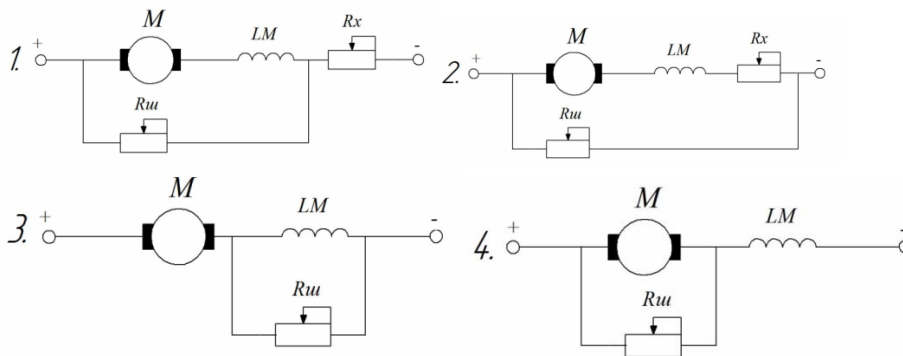 1.
+
M
LM
Rx
-
Rш
2.
+
M
LM
Rx
-
Rш
3.
+
M
LM
-
Rш
4.
+
M
LM
-
Rш